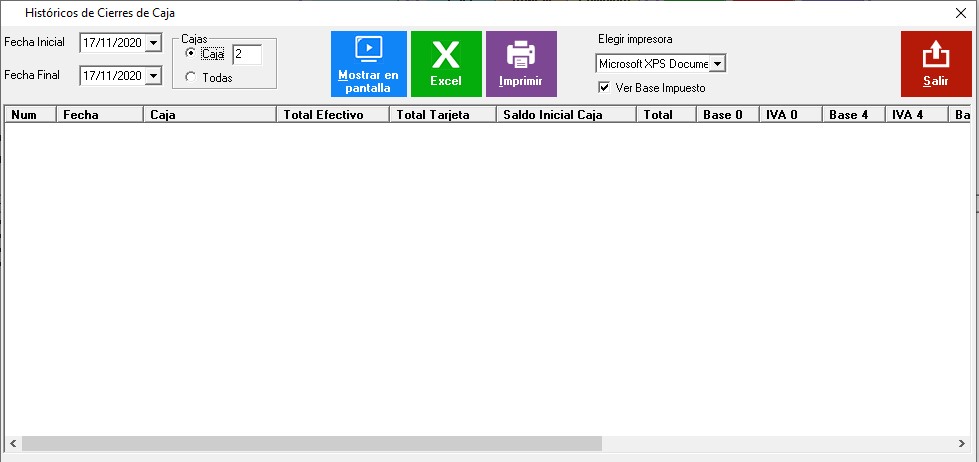 Históricos de Cierres de Caja
Fecha Inicial 17/11/2020
Fecha Final 17/11/2020
Cajas
Caja 2
Todas
Mostrar en
pantalla
Excel
Imprimir
Elegir impresora
Microsoft XPS Docume
Ver Base Impuesto
Salir
Num Fecha Caja Total Efectivo Total Tarjeta Saldo Inicial Caja Total Base 0 IVA 0 Base 4 IVA 4 Ba